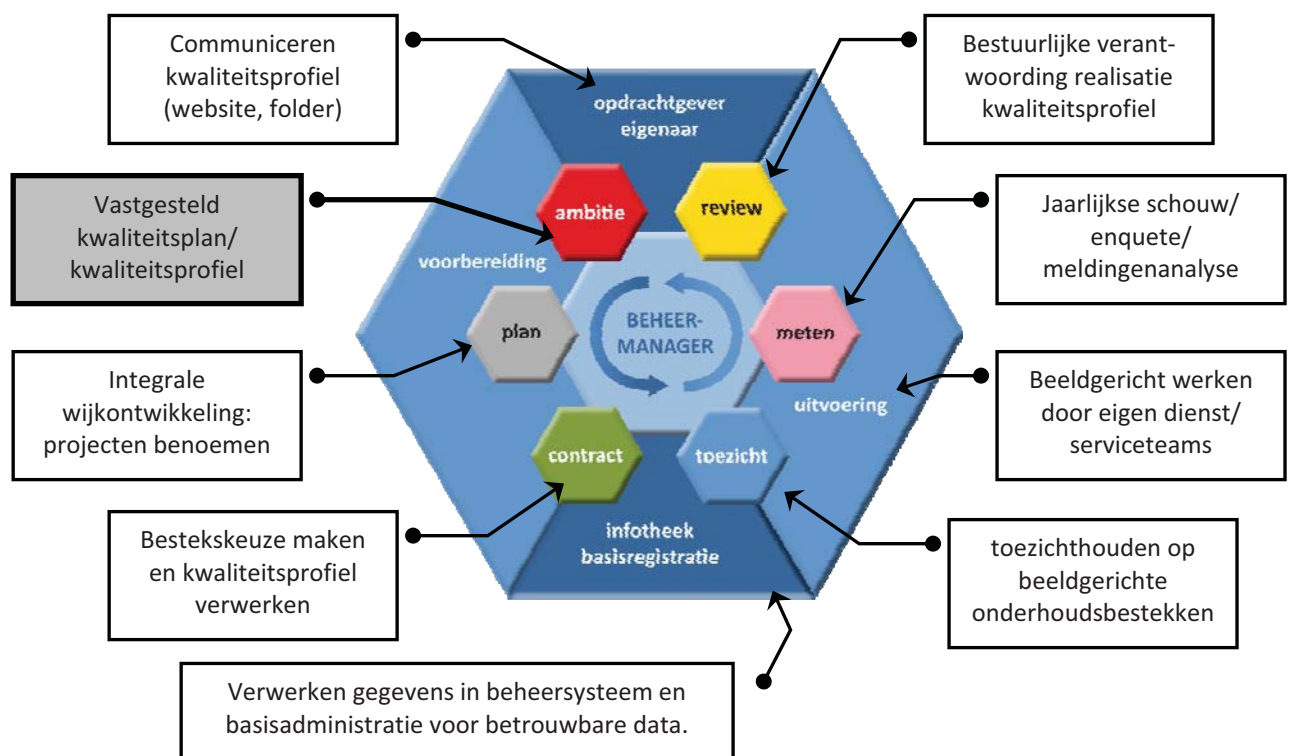 Communiceren
kwaliteitsprofiel
(website, folder)
Bestuurlijke verant-
woording realisatie
kwaliteitsprofiel
opdrachtgever
eigenaar
Vastgesteld
kwaliteitsplan/
kwaliteitsprofiel
ambitie
review
Jaarlijkse schouw/
enquete/
meldingenanalyse
voorbereiding
plan
BEHEER-
MANAGER
meten
Integrale
wijkontwikkeling:
projecten benoemen
uitvoering
Beeldgericht werken
door eigen dienst/
serviceteams
contract
toezicht
Bestekskeuze maken
en kwaliteitsprofiel
verwerken
infotheek
basisregistratie
toezichthouden op
beeldgerichte
onderhoudsbestekken
Verwerken gegevens in beheersysteem en
basisadministratie voor betrouwbare data.